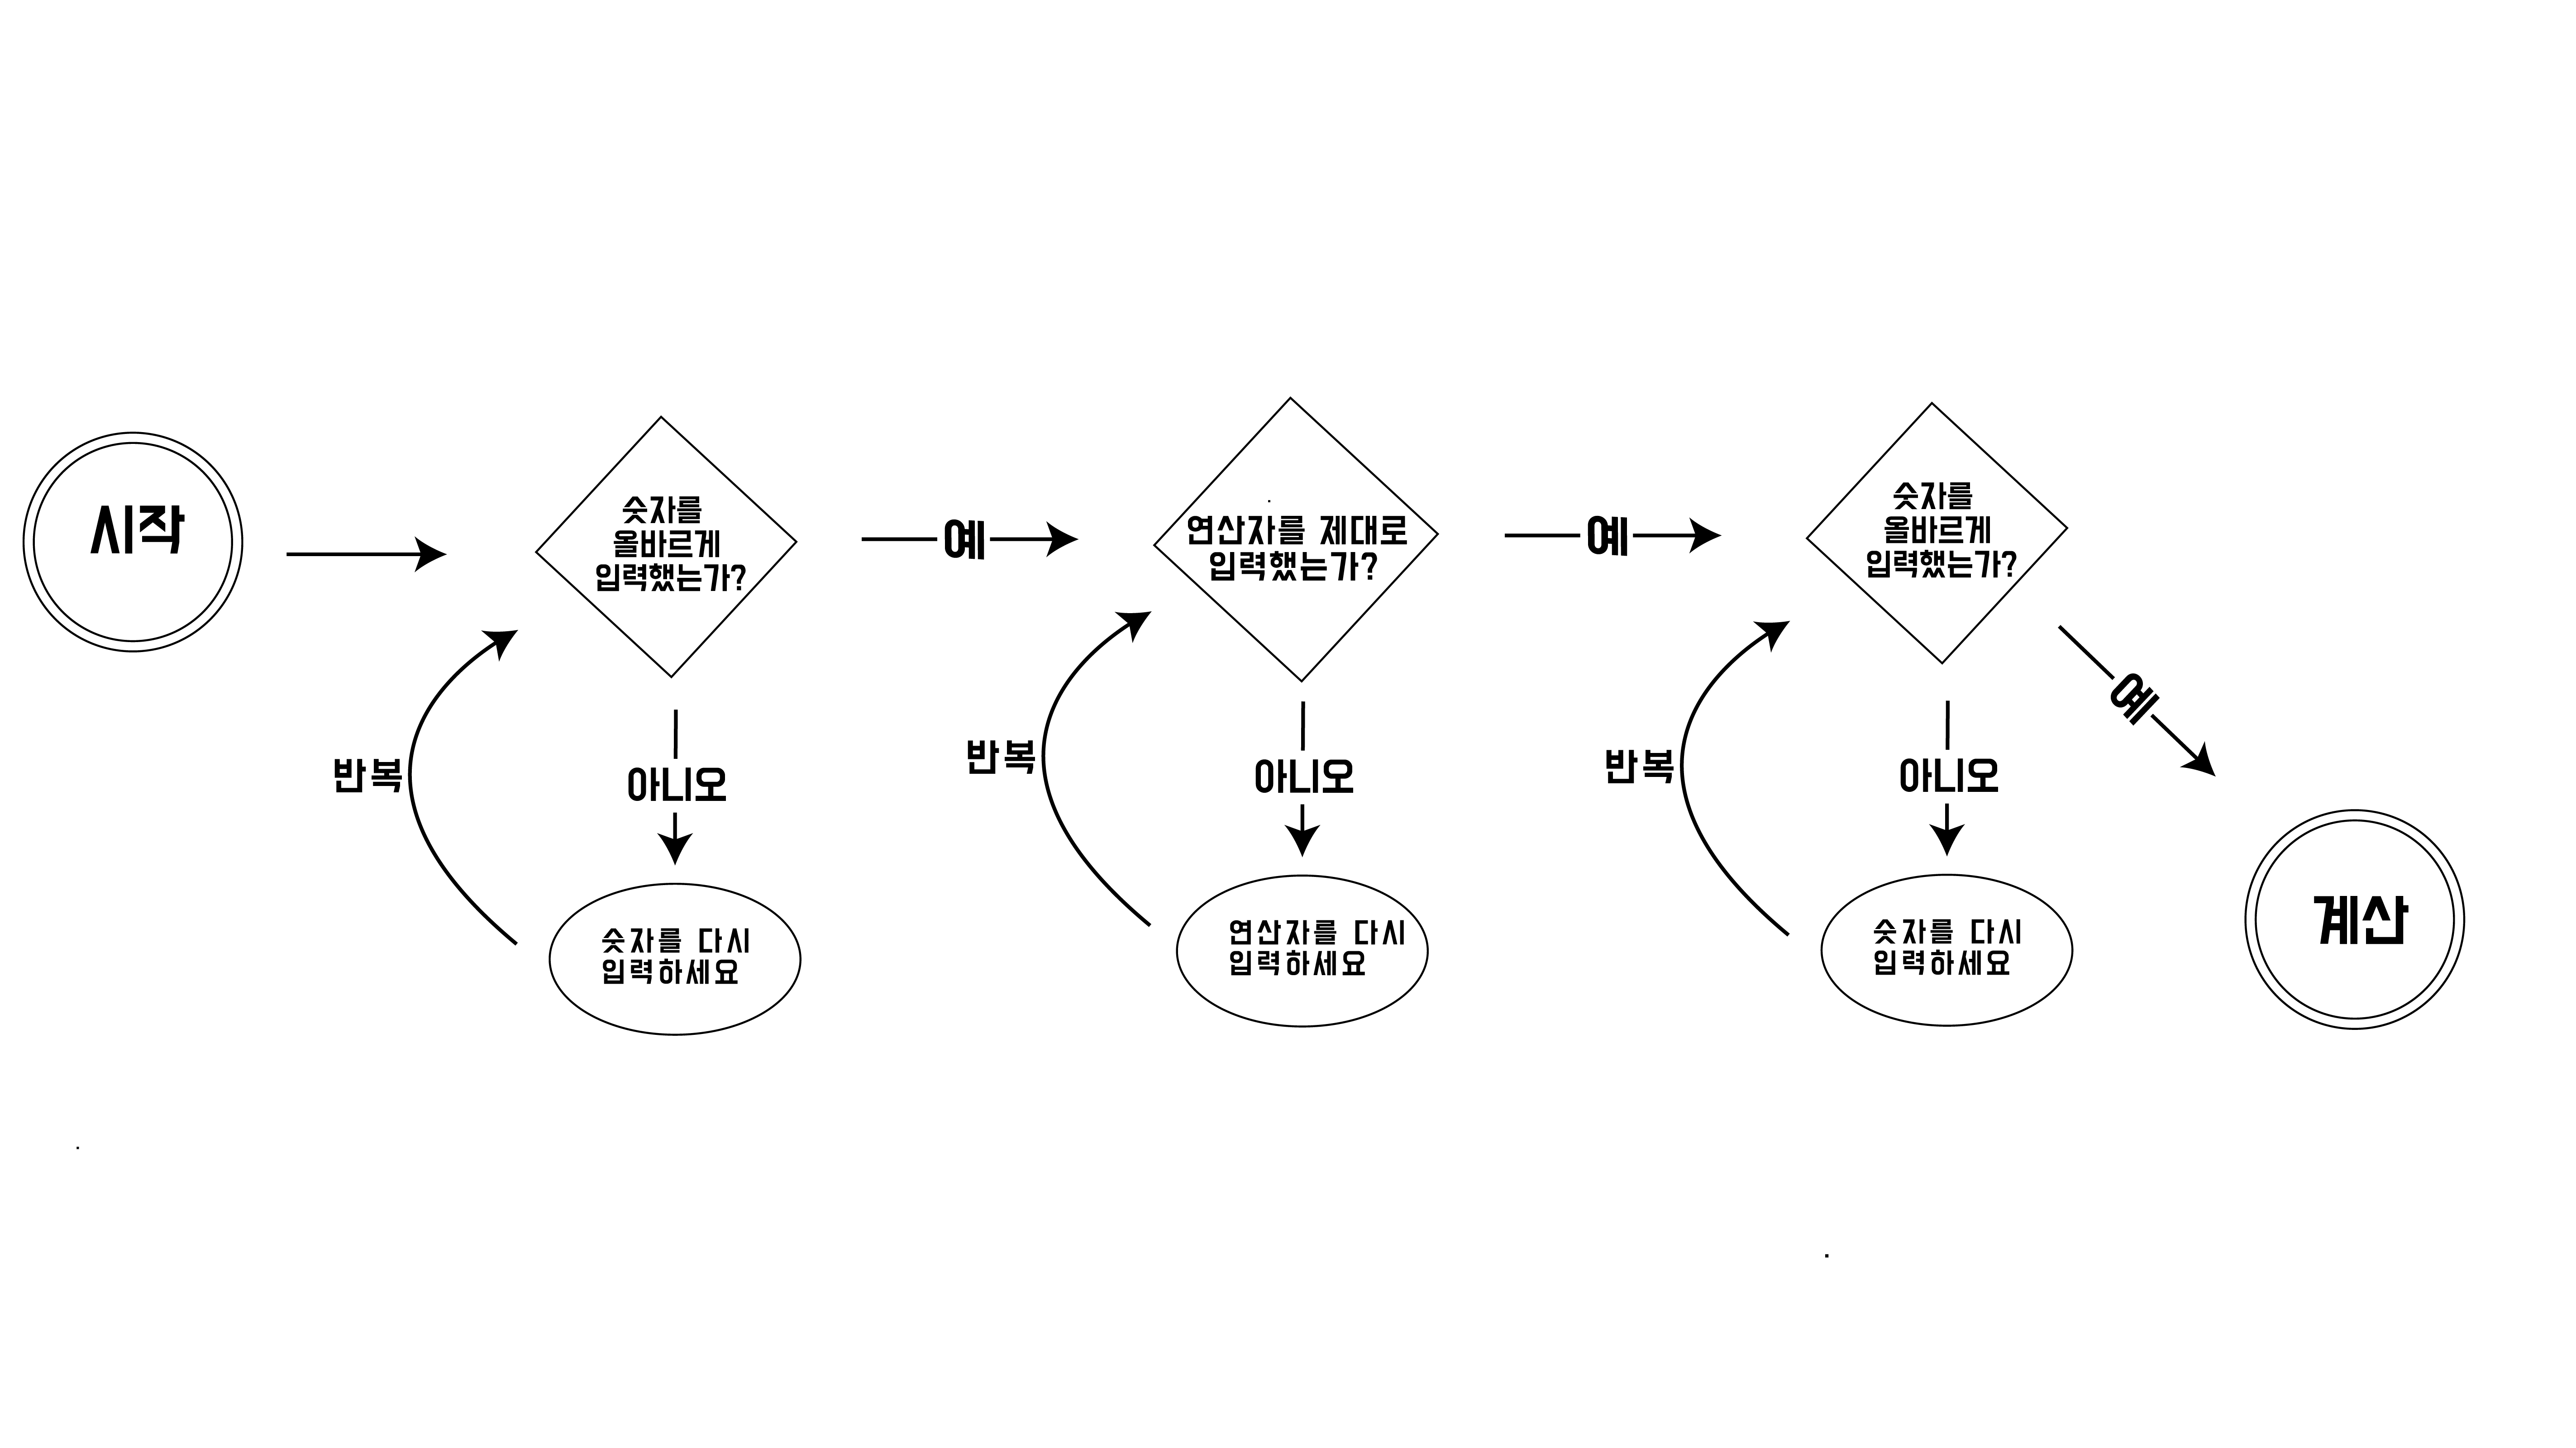 시작
숫자를
올바르게
입력했는가?
예
연산자를 제대로
입력했는가?
예
숫자를
올바르게
입력했는가?
예
반복
아니오
반복
아니오
반복
아니오
숫자를 다시
입력하세요
연산자를 다시
입력하세요
숫자를 다시
입력하세요
계산